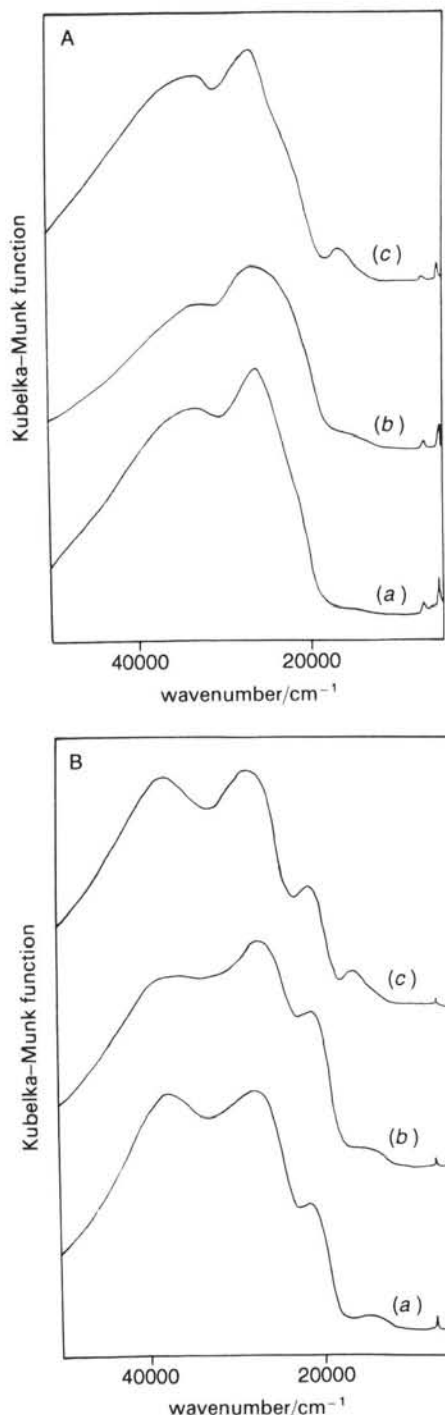 A
Kubelka–Munk function
(c)
(b)
(a)
40000
20000
wavenumber/cm⁻¹
B
Kubelka–Munk function
(c)
(b)
(a)
40000
20000
wavenumber/cm⁻¹